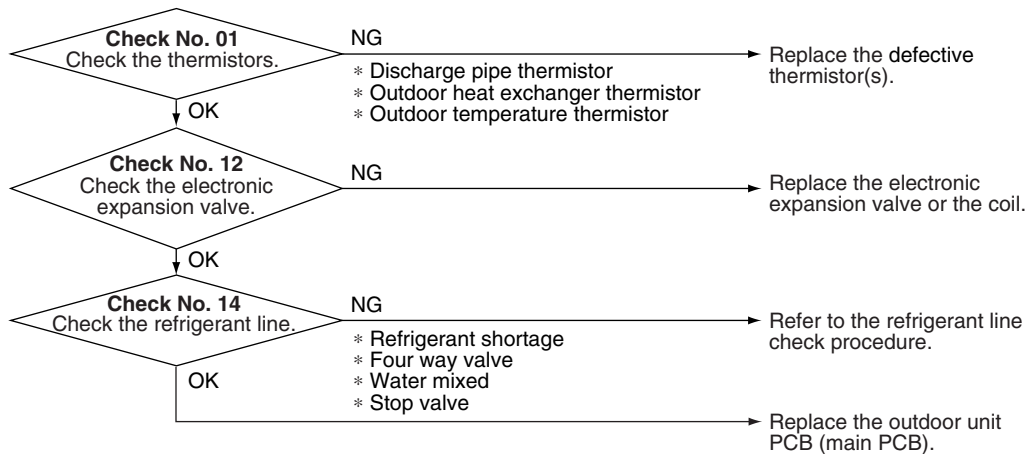 Check No. 01
Check the thermistors.
NG
∗ Discharge pipe thermistor
∗ Outdoor heat exchanger thermistor
∗ Outdoor temperature thermistor
Replace the defective
thermistor(s).
OK
Check No. 12
Check the electronic
expansion valve.
NG
Replace the electronic
expansion valve or the coil.
OK
Check No. 14
Check the refrigerant line.
NG
∗ Refrigerant shortage
∗ Four way valve
∗ Water mixed
∗ Stop valve
Refer to the refrigerant line
check procedure.
OK
Replace the outdoor unit
PCB (main PCB).